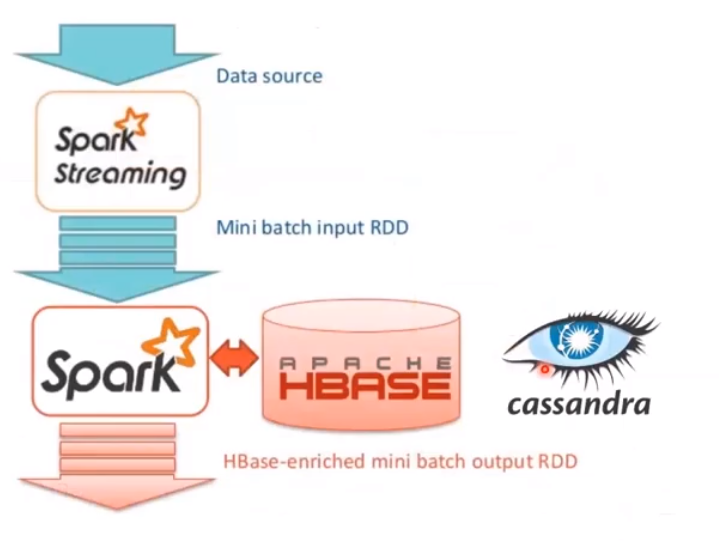 Data source
Spark
Streaming
Mini batch input RDD
Spark
APACHE
HBASE
cassandra
HBase-enriched mini batch output RDD